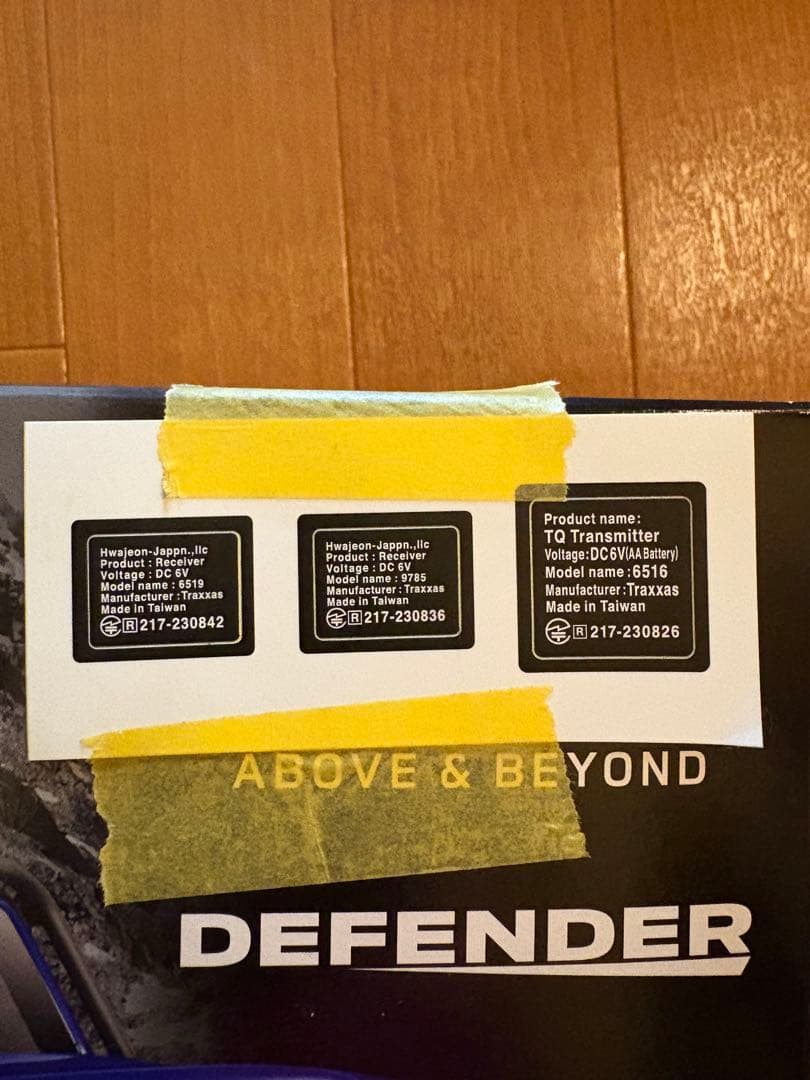 Hwajeon-Jappn.,llc
Product : Receiver
Voltage : DC 6V
Model name : 6519
Manufacturer : Traxxas
Made in Taiwan
R 217-230842
Hwajeon-Jappn.,llc
Product : Receiver
Voltage : DC 6V
Model name : 9785
Manufacturer : Traxxas
Made in Taiwan
R 217-230836
Product name :
TQ Transmitter
Voltage : DC6V(AA Battery)
Model name : 6516
Manufacturer : Traxxas
Made in Taiwan
R 217-230826
ABOVE & BEYOND
DEFENDER